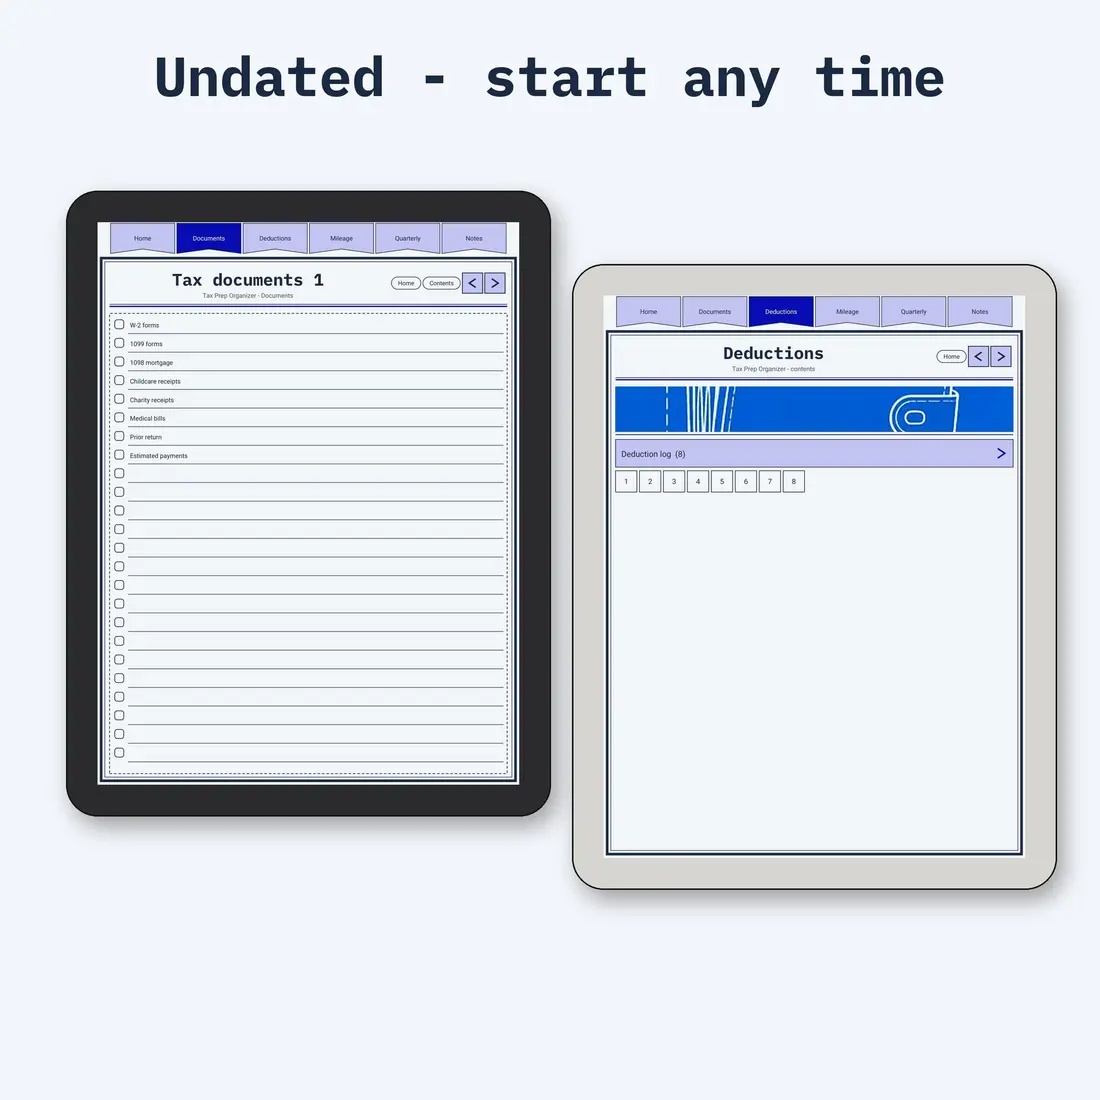 Undated - start any time
Home Documents Deductions Mileage Quarterly Notes
Tax documents 1
Tax Prep Organizer - Documents
Home Contents < >
W-2 forms
1099 forms
1098 mortgage
Childcare receipts
Charity receipts
Medical bills
Prior return
Estimated payments
Home Documents Deductions Mileage Quarterly Notes
Deductions
Tax Prep Organizer - contents
Home < >
Deduction log (8) >
1 2 3 4 5 6 7 8